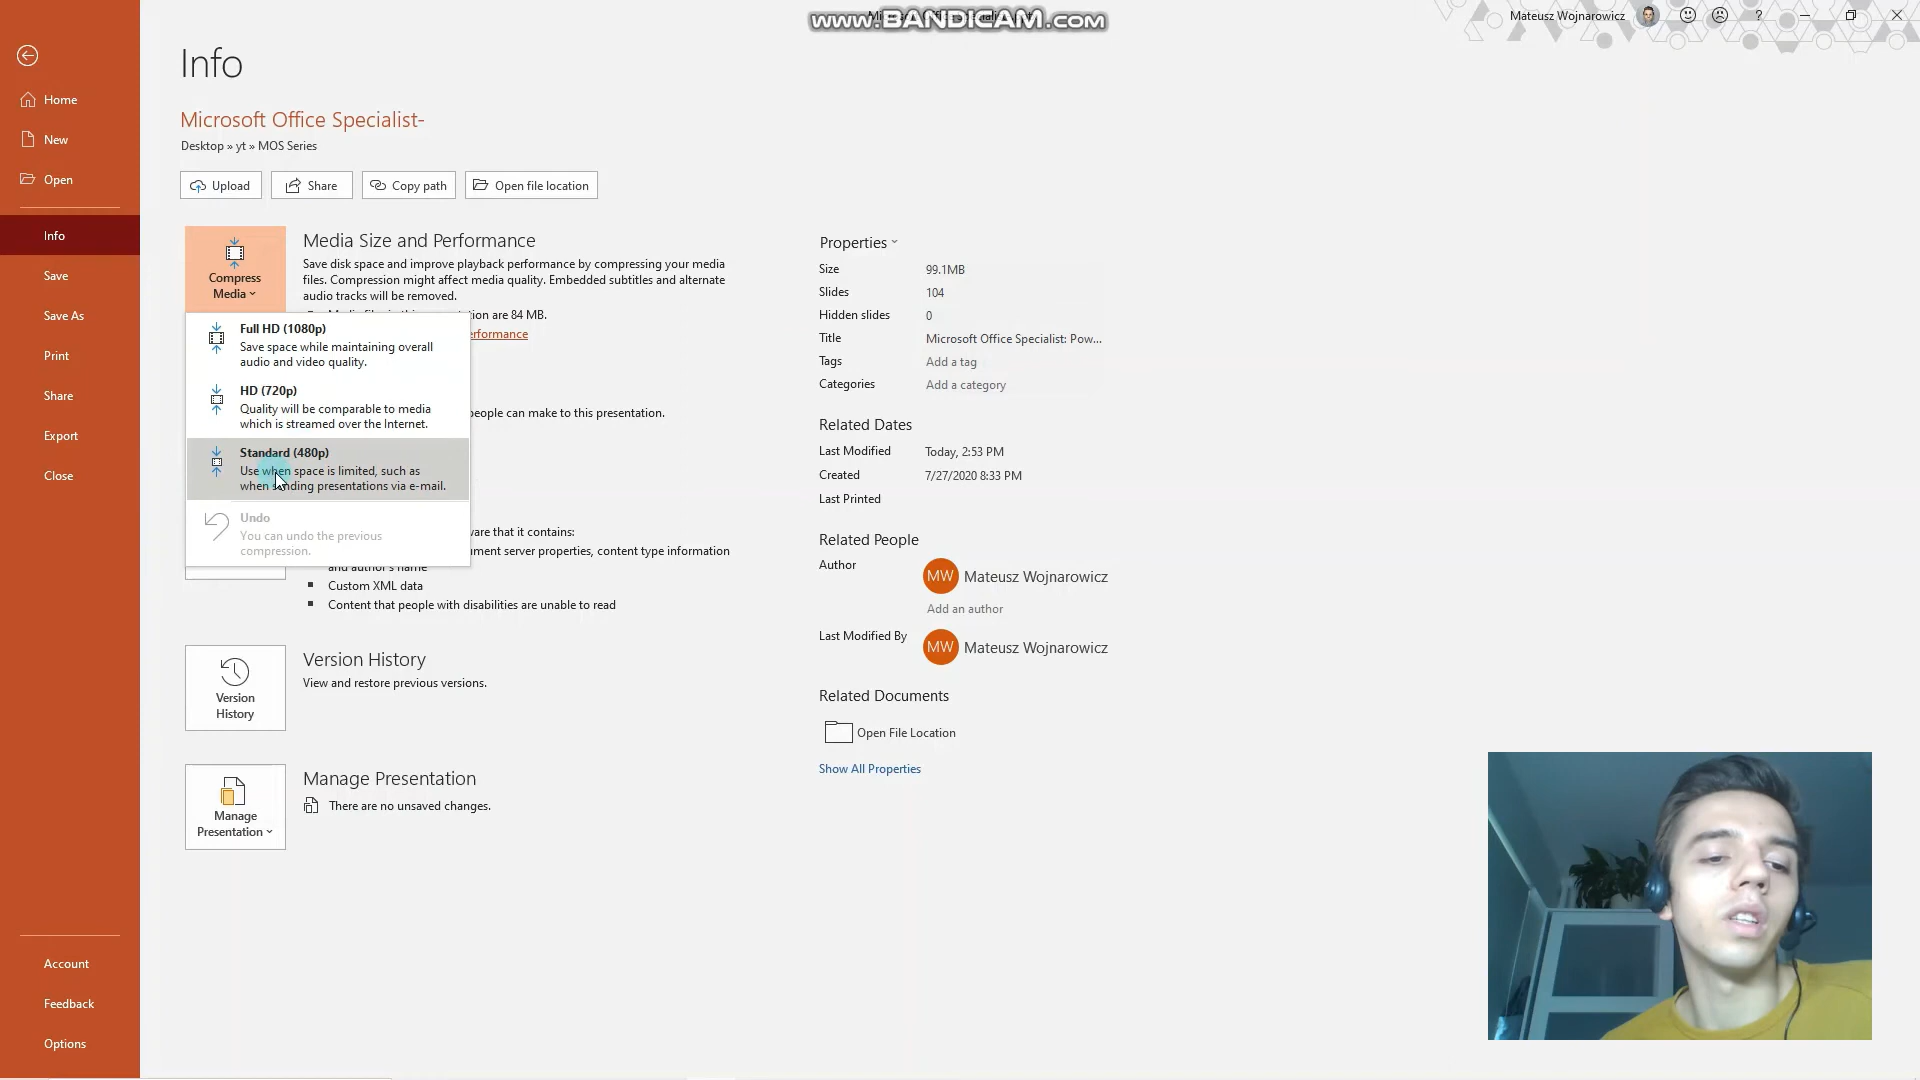 www.BANDICAM.com
Mateusz Wojnarowicz
?
Home
New
Open
Info
Save
Save As
Print
Share
Export
Close
Account
Feedback
Options
Info
Microsoft Office Specialist-
Desktop » yt » MOS Series
Upload
Share
Copy path
Open file location
Compress
Media
Media Size and Performance
Save disk space and improve playback performance by compressing your media
files. Compression might affect media quality. Embedded subtitles and alternate
audio tracks will be removed.
are 84 MB.
Full HD (1080p)
Save space while maintaining overall
audio and video quality.
HD (720p)
Quality will be comparable to media
which is streamed over the Internet.
people can make to this presentation.
Standard (480p)
Use when space is limited, such as
when sending presentations via e-mail.
Undo
You can undo the previous
compression.
that it contains:
server properties, content type information
and author's name
Custom XML data
Content that people with disabilities are unable to read
Version
History
Version History
View and restore previous versions.
Manage
Presentation
Manage Presentation
There are no unsaved changes.
Properties
Size 99.1MB
Slides 104
Hidden slides 0
Title Microsoft Office Specialist: Pow...
Tags Add a tag
Categories Add a category
Related Dates
Last Modified Today, 2:53 PM
Created 7/27/2020 8:33 PM
Last Printed
Related People
Author
MW Mateusz Wojnarowicz
Add an author
Last Modified By
MW Mateusz Wojnarowicz
Related Documents
Open File Location
Show All Properties